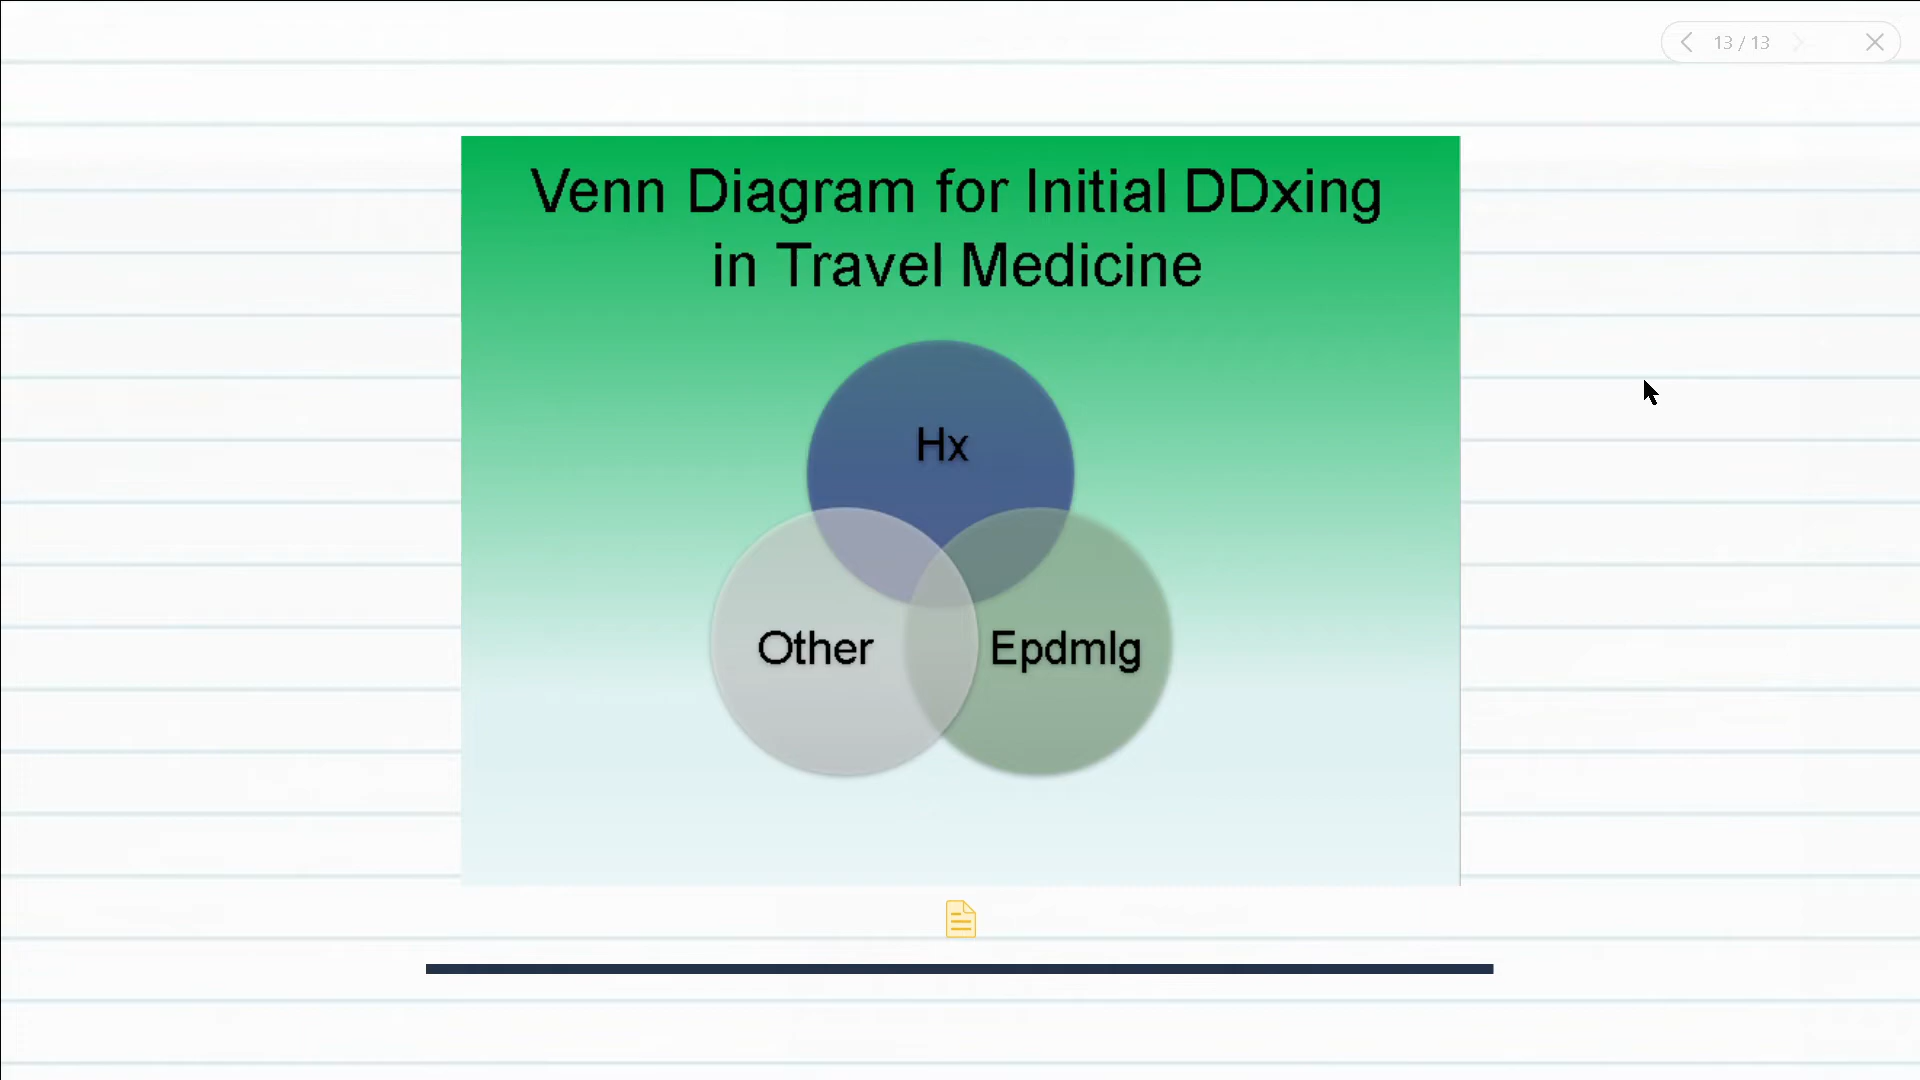 13 / 13
Venn Diagram for Initial DDxing
in Travel Medicine
Hx
Other
Epdmlg